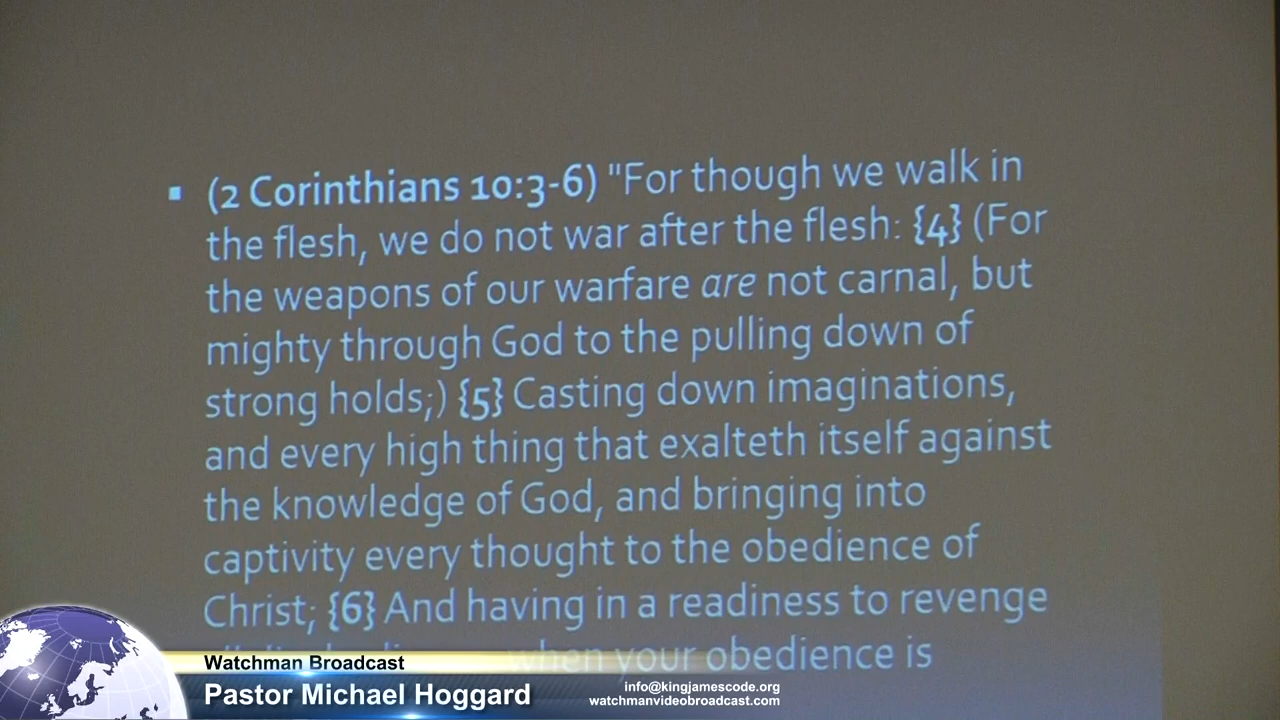 ▪ (2 Corinthians 10:3-6) "For though we walk in
the flesh, we do not war after the flesh: {4} (For
the weapons of our warfare are not carnal, but
mighty through God to the pulling down of
strong holds;) {5} Casting down imaginations,
and every high thing that exalteth itself against
the knowledge of God, and bringing into
captivity every thought to the obedience of
Christ; {6} And having in a readiness to revenge
when your obedience is
Watchman Broadcast
Pastor Michael Hoggard
info@kingjamescode.org
watchmanvideobroadcast.com